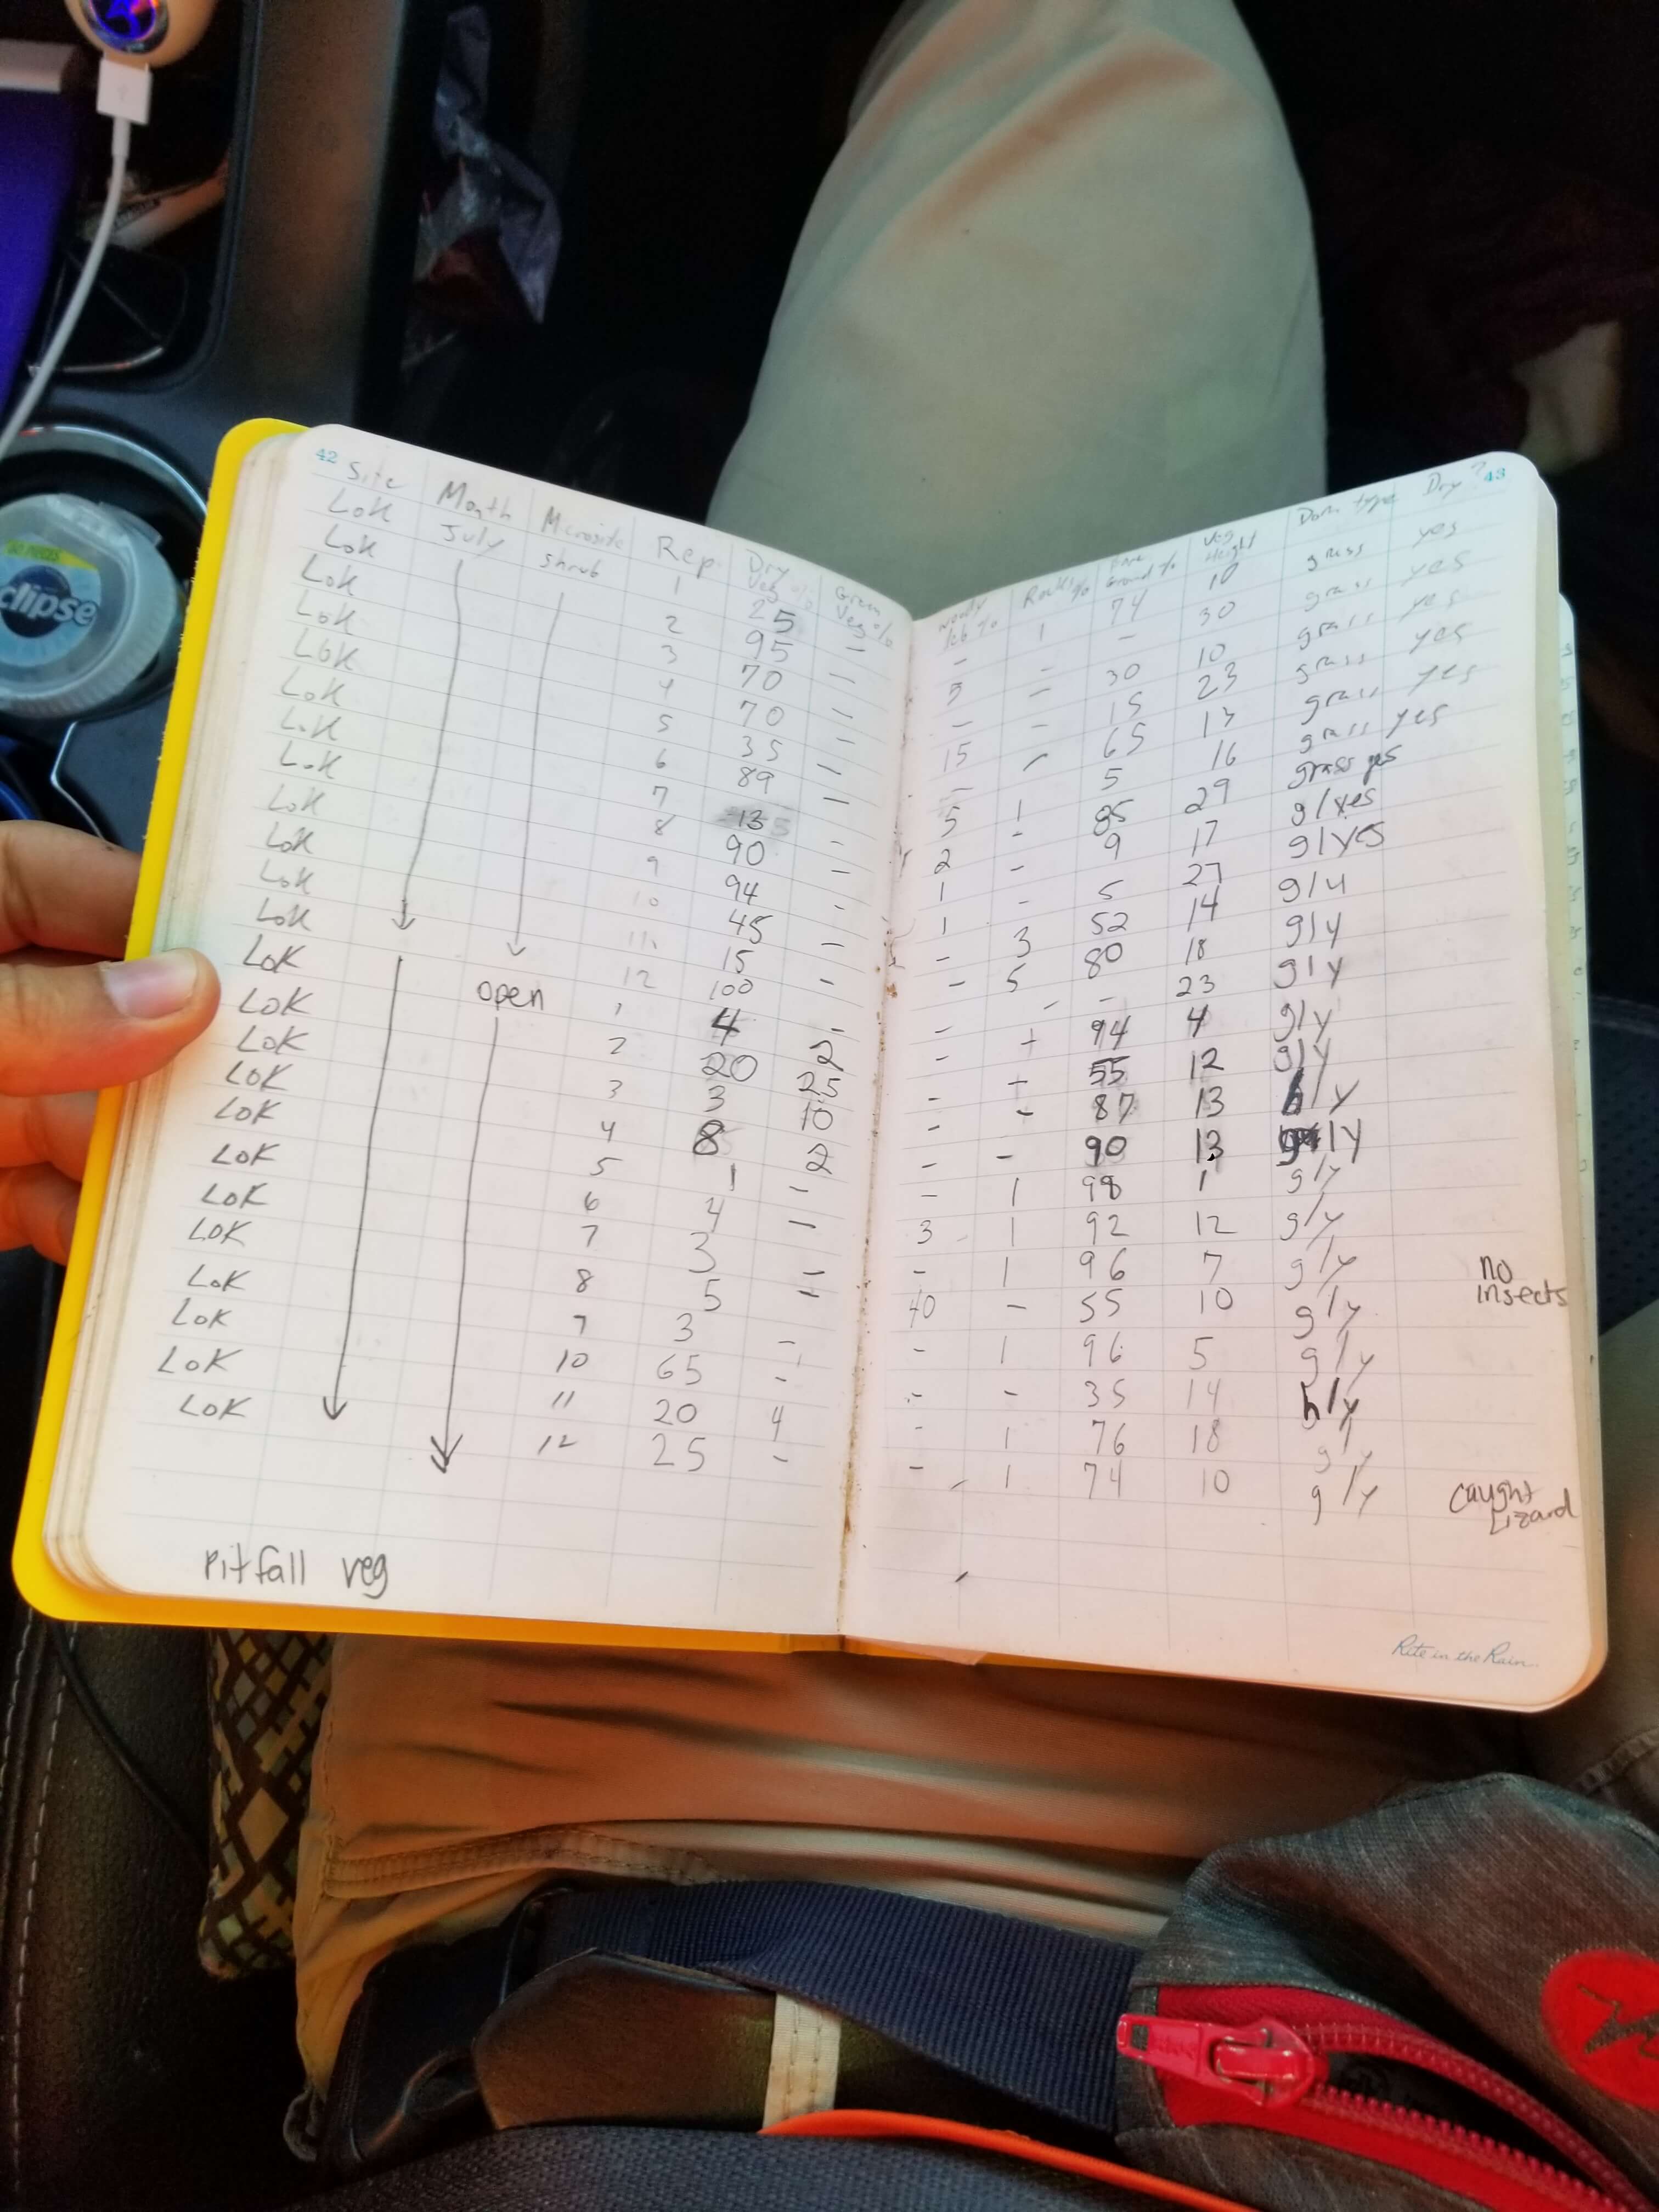 42
Site Month Microsite Rep. Dry Veg % Green Veg %
LOK July shrub 1 25 -
LOK 2 95 -
LOK 3 70 -
LOK 4 70 -
LOK 5 35 -
LOK 6 89 -
LOK 7 13 -
LOK 8 90 -
LOK 9 94 -
LOK 10 45 -
LOK 11 15 -
LOK 12 100 -
LOK open 1 4 2
LOK 2 20 25
LOK 3 3 10
LOK 4 8 2
LOK 5 1 -
LOK 6 4 -
LOK 7 3 -
LOK 8 5 -
LOK 9 3 -
LOK 10 65 -
LOK 11 20 4
LOK 12 25 -
pitfall veg
43
Woody % Rock % Bare Ground % Veg Height Dom type Dry?
- 1 74 10 grass yes
5 - - 30 grass yes
- - 30 10 grass yes
15 - 15 23 grass yes
- - 65 13 grass yes
5 1 5 16 grass yes
2 - 85 29 grass yes
1 - 9 17 g/yes
1 - 5 27 g/yes
- 3 52 14 g/y
- 5 80 18 g/y
- - - 23 g/y
- - 94 4 g/y
- - 55 12 g/y
- - 87 13 h/y
- - 90 13 /y
- 1 98 1 g/y
3 1 92 12 g/y
- 1 96 7 g/y no insects
40 - 55 10 g/y
- 1 96 5 g/y
- - 35 14 h/y
- 1 76 18 g/y
- 1 74 10 g/y caught Lizard
Rite in the Rain
clipse